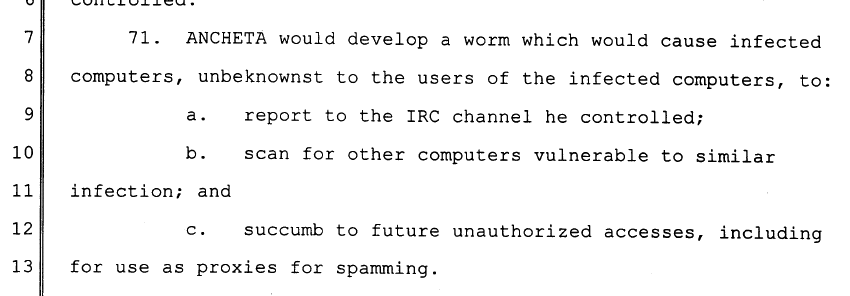 6 controlled.
7 71. ANCHETA would develop a worm which would cause infected
8 computers, unbeknownst to the users of the infected computers, to:
9 a. report to the IRC channel he controlled;
10 b. scan for other computers vulnerable to similar
11 infection; and
12 c. succumb to future unauthorized accesses, including
13 for use as proxies for spamming.